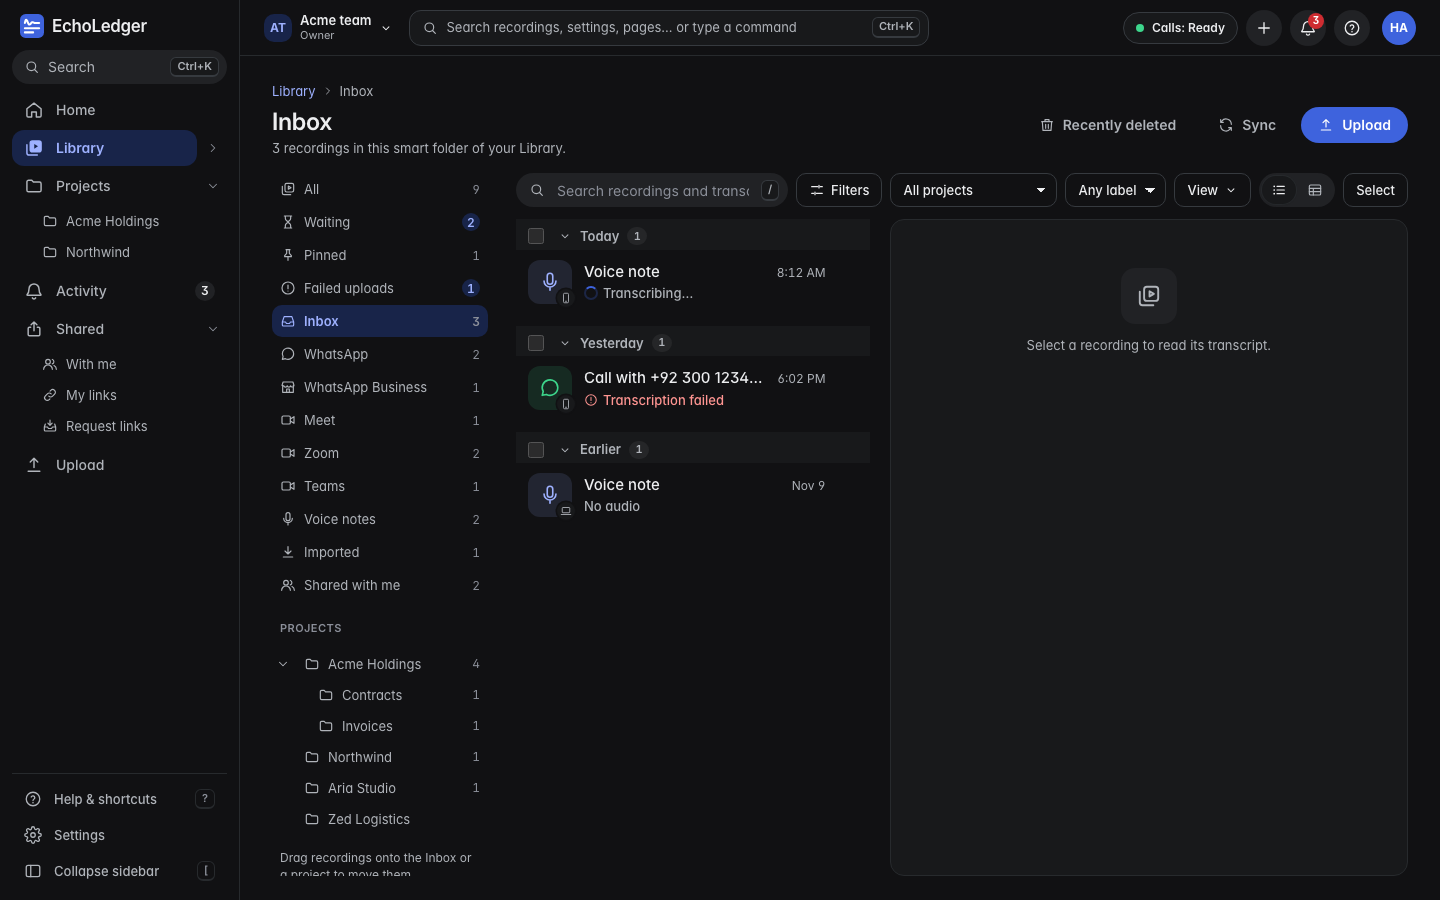 EchoLedger
Search Ctrl+K
Home
Library
Projects
Acme Holdings
Northwind
Activity 3
Shared
With me
My links
Request links
Upload
Help & shortcuts ?
Settings
Collapse sidebar [
AT Acme team
Owner
Search recordings, settings, pages... or type a command Ctrl+K
Calls: Ready
3
HA
Library > Inbox
Inbox
3 recordings in this smart folder of your Library.
Recently deleted
Sync
Upload
All 9
Waiting 2
Pinned 1
Failed uploads 1
Inbox 3
WhatsApp 2
WhatsApp Business 1
Meet 1
Zoom 2
Teams 1
Voice notes 2
Imported 1
Shared with me 2
PROJECTS
Acme Holdings 4
Contracts 1
Invoices 1
Northwind 1
Aria Studio 1
Zed Logistics
Drag recordings onto the Inbox or
a project to move them
Search recordings and trans /
Filters
All projects
Any label
View
Select
Today 1
Voice note 8:12 AM
Transcribing...
Yesterday 1
Call with +92 300 1234... 6:02 PM
Transcription failed
Earlier 1
Voice note Nov 9
No audio
Select a recording to read its transcript.